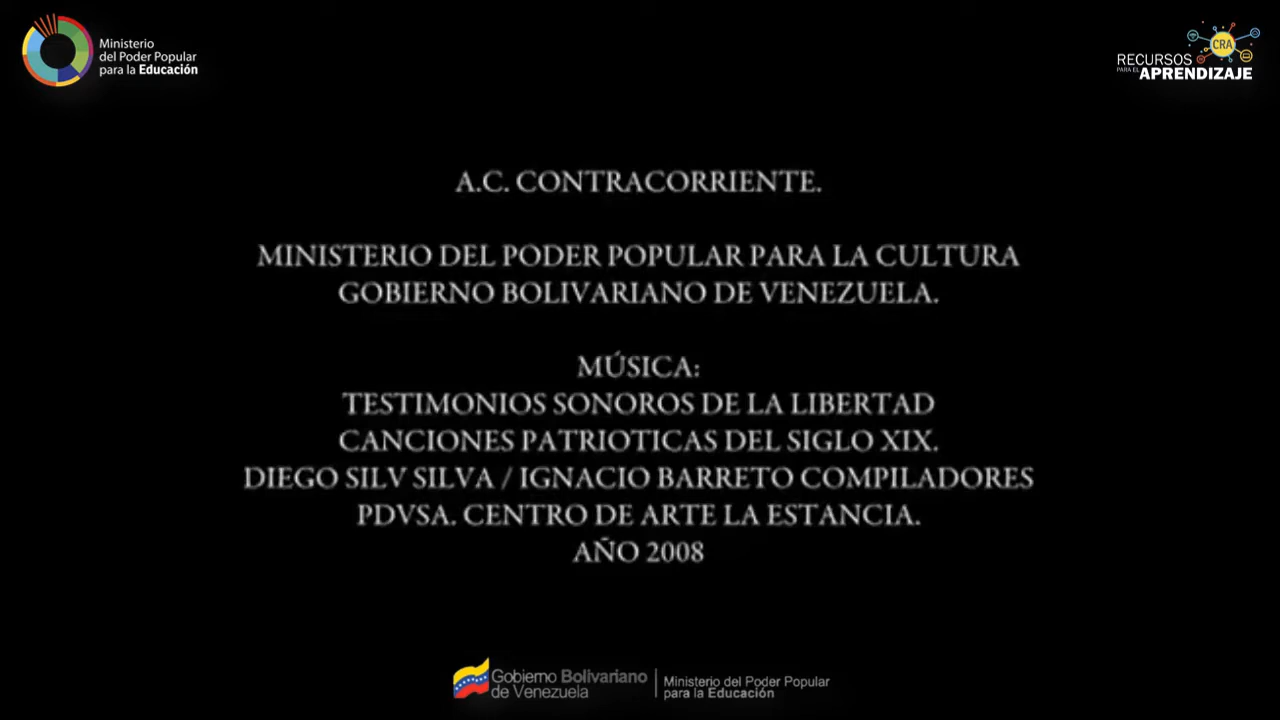 Ministerio
del Poder Popular
para la Educación
CRA
RECURSOS
PARA EL
APRENDIZAJE
A.C. CONTRACORRIENTE.
MINISTERIO DEL PODER POPULAR PARA LA CULTURA
GOBIERNO BOLIVARIANO DE VENEZUELA.
MÚSICA:
TESTIMONIOS SONOROS DE LA LIBERTAD
CANCIONES PATRIOTICAS DEL SIGLO XIX.
DIEGO SILV SILVA / IGNACIO BARRETO COMPILADORES
PDVSA. CENTRO DE ARTE LA ESTANCIA.
AÑO 2008
Gobierno Bolivariano
de Venezuela
Ministerio del Poder Popular
para la Educación